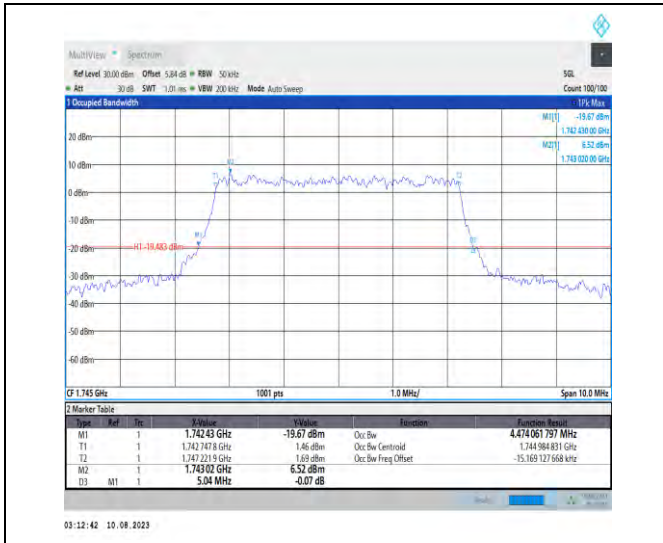 MultiView Spectrum
Ref Level 30.00 dBm Offset 5.84 dB RBW 50 kHz SGL
Att 30 dB SWT 1.01 ms VBW 200 kHz Mode Auto Sweep Count 100/100
1 Occupied Bandwidth 1Pk Max
M1[1] -19.67 dBm
1.742 430 00 GHz
M2[1] 6.52 dBm
1.743 020 00 GHz
20 dBm
10 dBm
M2
T1
T2
0 dBm
-10 dBm
M1
D3
-20 dBm
H1 -19.483 dBm
-30 dBm
-40 dBm
-50 dBm
-60 dBm
CF 1.745 GHz 1001 pts 1.0 MHz/ Span 10.0 MHz
2 Marker Table
Type Ref Trc X-Value Y-Value Function Function Result
M1 1 1.742 43 GHz -19.67 dBm Occ Bw 4.474 061 797 MHz
T1 1 1.742 747 8 GHz 1.46 dBm Occ Bw Centroid 1.744 984 831 GHz
T2 1 1.747 221 9 GHz 1.69 dBm Occ Bw Freq Offset -15.169 127 668 kHz
M2 1 1.743 02 GHz 6.52 dBm
D3 M1 1 5.04 MHz -0.07 dB
03:12:42 10.08.2023